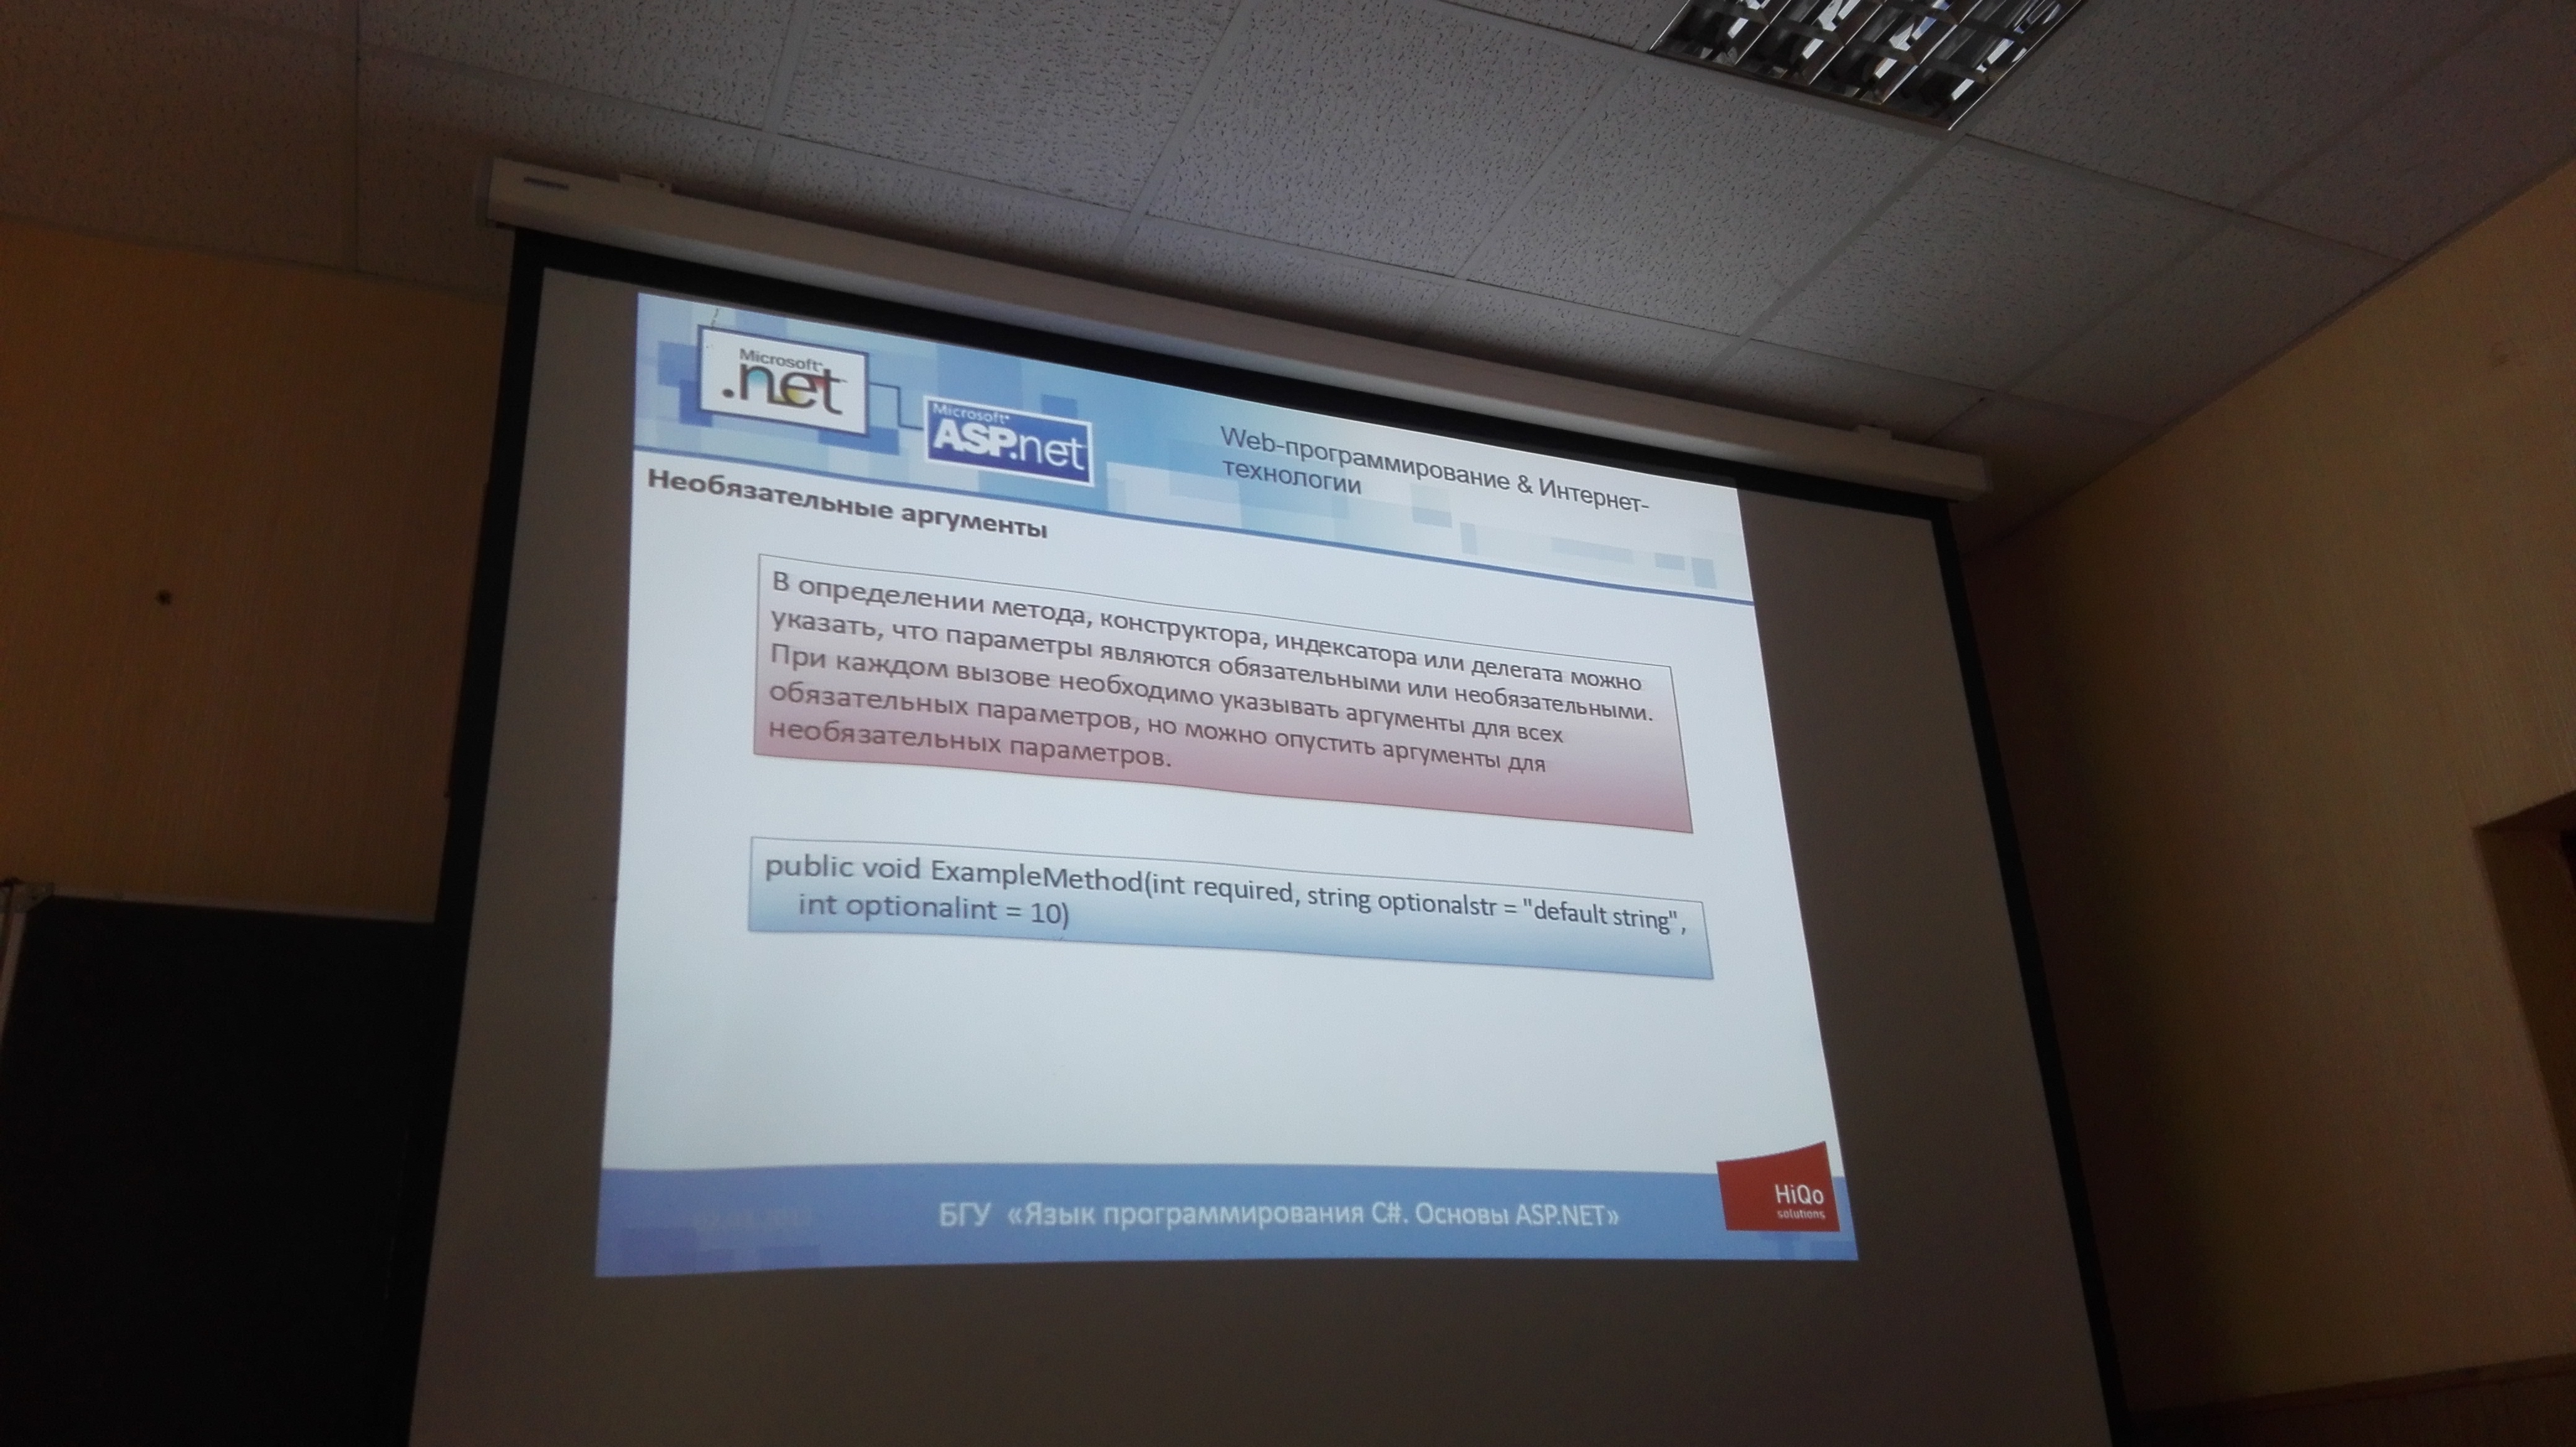 Microsoft
.net
Microsoft
ASP.net
Web-программирование & Интернет-
технологии
Необязательные аргументы
В определении метода, конструктора, индексатора или делегата можно
указать, что параметры являются обязательными или необязательными.
При каждом вызове необходимо указывать аргументы для всех
обязательных параметров, но можно опустить аргументы для
необязательных параметров.
public void ExampleMethod(int required, string optionalstr = "default string",
int optionalint = 10)
БГУ «Язык программирования C#. Основы ASP.NET»
HiQo
solutions